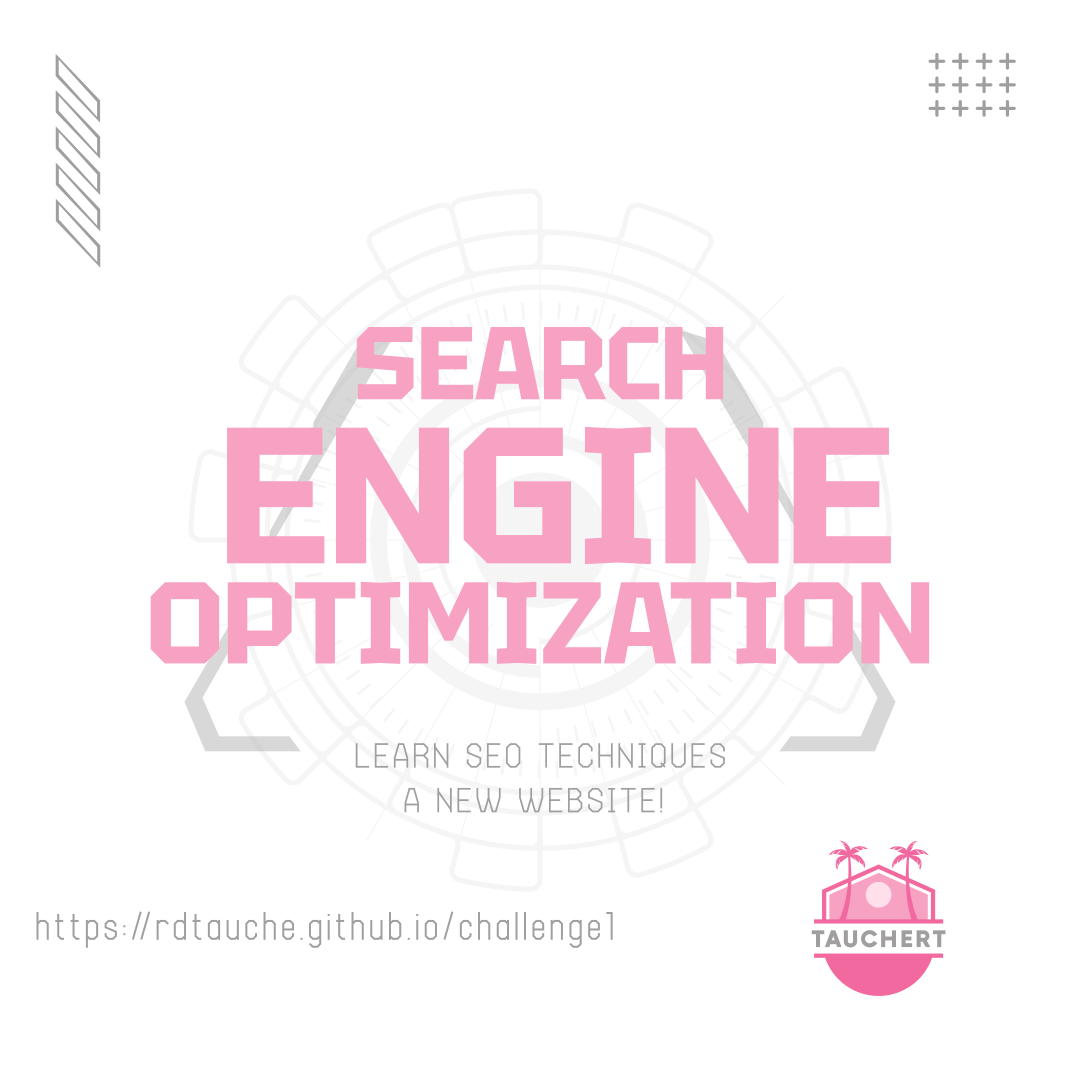 SEARCH
ENGINE
OPTIMIZATION
LEARN SEO TECHNIQUES
A NEW WEBSITE!
https://rdtauche.github.io/challenge1
TAUCHERT